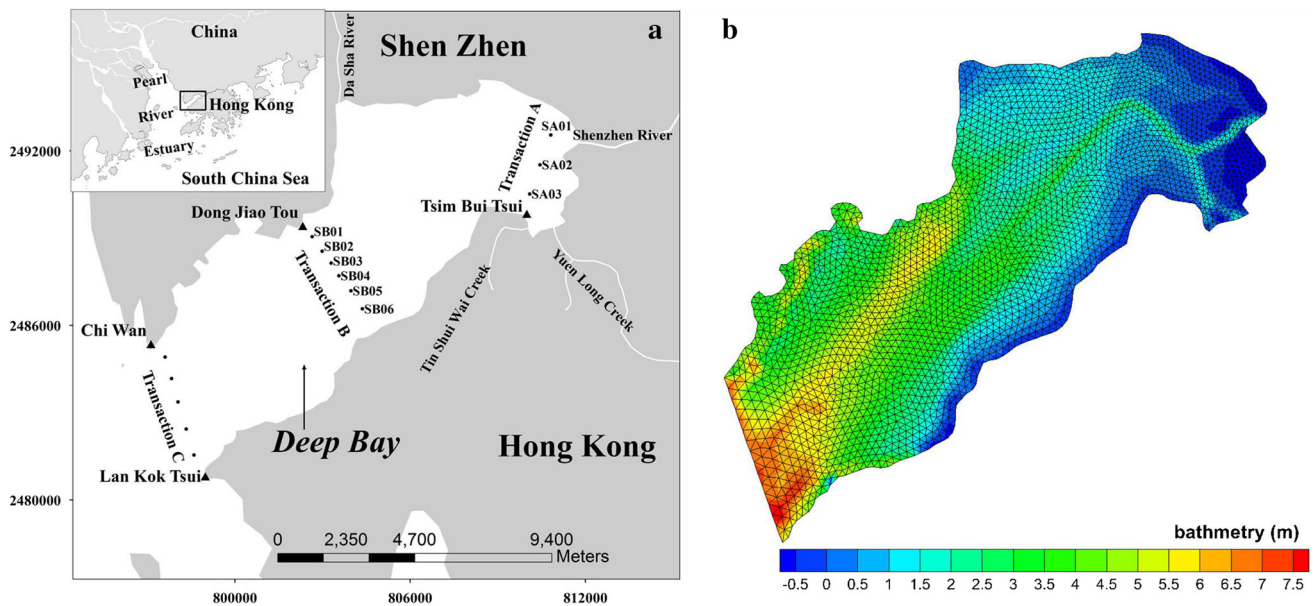 a
b
China
Pearl
River
Estuary
Hong Kong
South China Sea
Shen Zhen
Da Sha River
Transaction A
SA01
Shenzhen River
SA02
SA03
Tsim Bui Tsui
Dong Jiao Tou
SB01
SB02
SB03
SB04
SB05
SB06
Transaction B
Tin Shui Wai Creek
Yuen Long Creek
Chi Wan
Transaction C
Lan Kok Tsui
Deep Bay
Hong Kong
2492000
2486000
2480000
0 2,350 4,700 9,400
Meters
800000 806000 812000
bathmetry (m)
-0.5 0 0.5 1 1.5 2 2.5 3 3.5 4 4.5 5 5.5 6 6.5 7 7.5